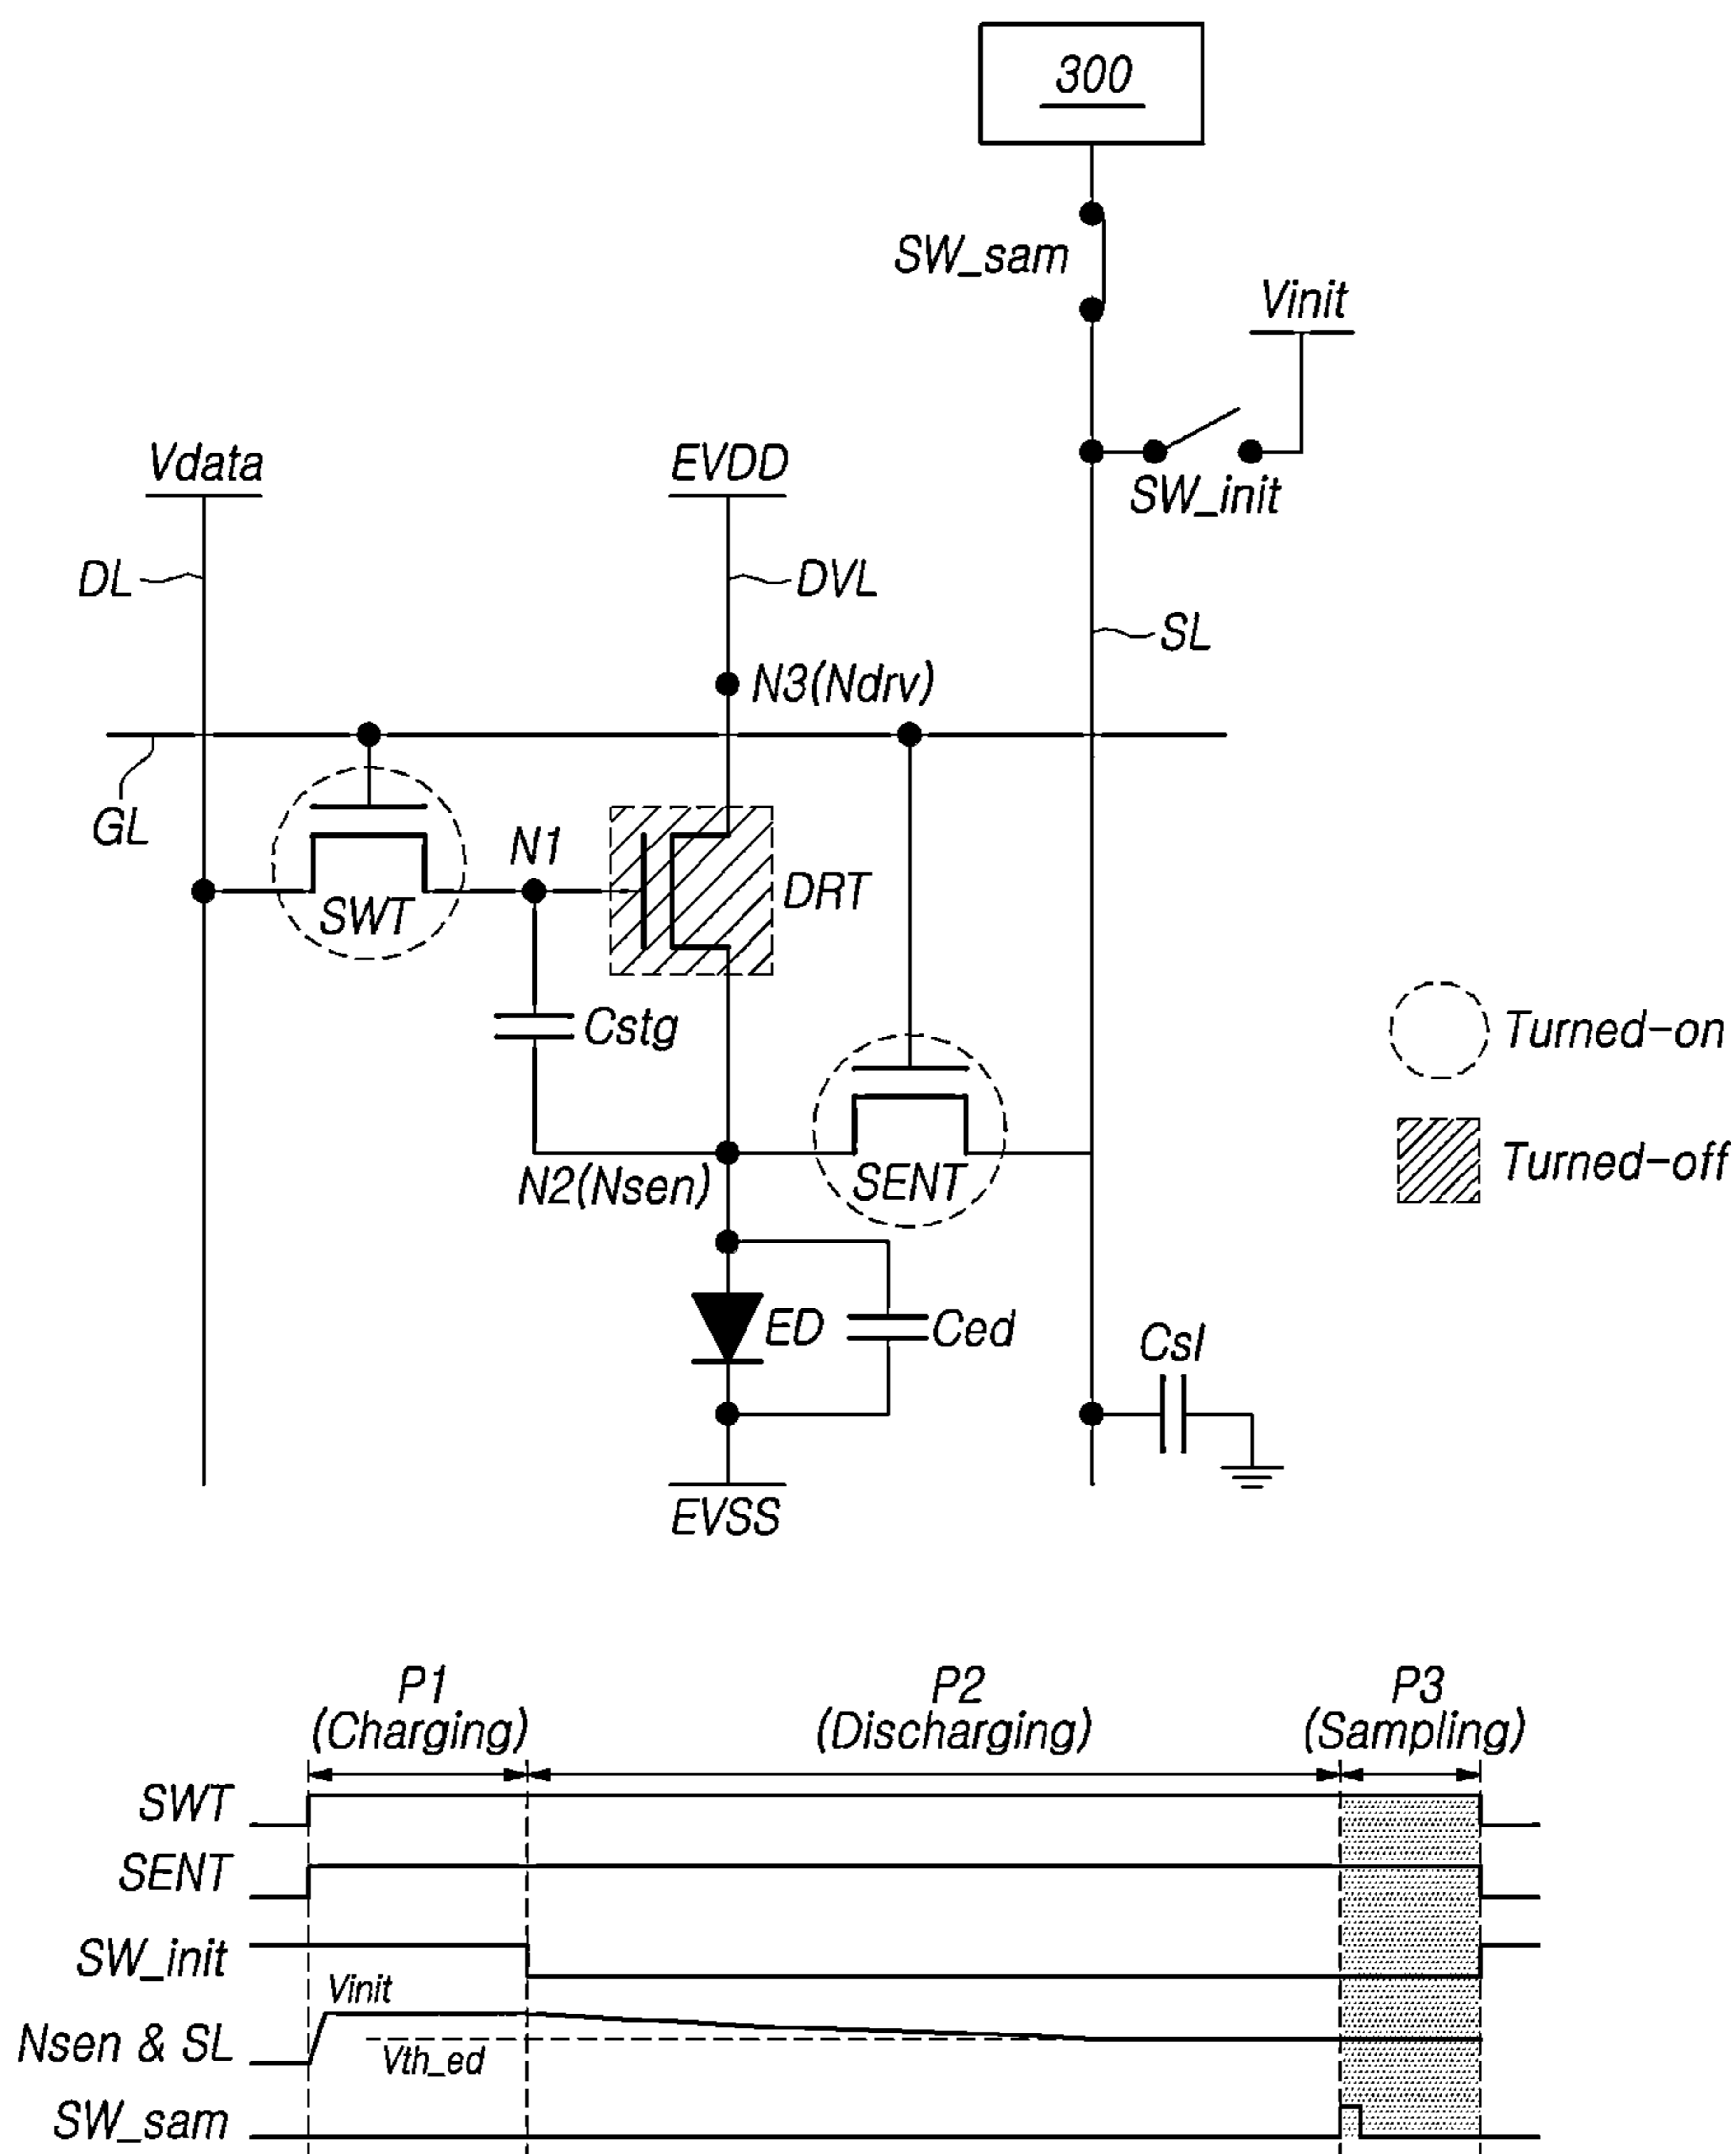 300
SW_sam
Vinit
SW_init
Vdata
EVDD
DL
DVL
SL
N3(Ndrv)
GL
N1
SWT
DRT
Cstg
Turned-on
N2(Nsen)
SENT
Turned-off
ED
Ced
Csl
EVSS
P1
(Charging)
P2
(Discharging)
P3
(Sampling)
SWT
SENT
SW_init
Vinit
Nsen & SL
Vth_ed
SW_sam